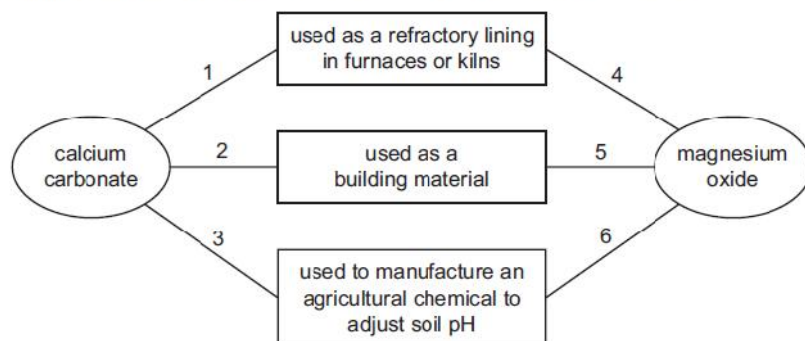 used as a refractory lining
in furnaces or kilns
1
4
calcium
carbonate
2
used as a
building material
5
magnesium
oxide
3
6
used to manufacture an
agricultural chemical to
adjust soil pH